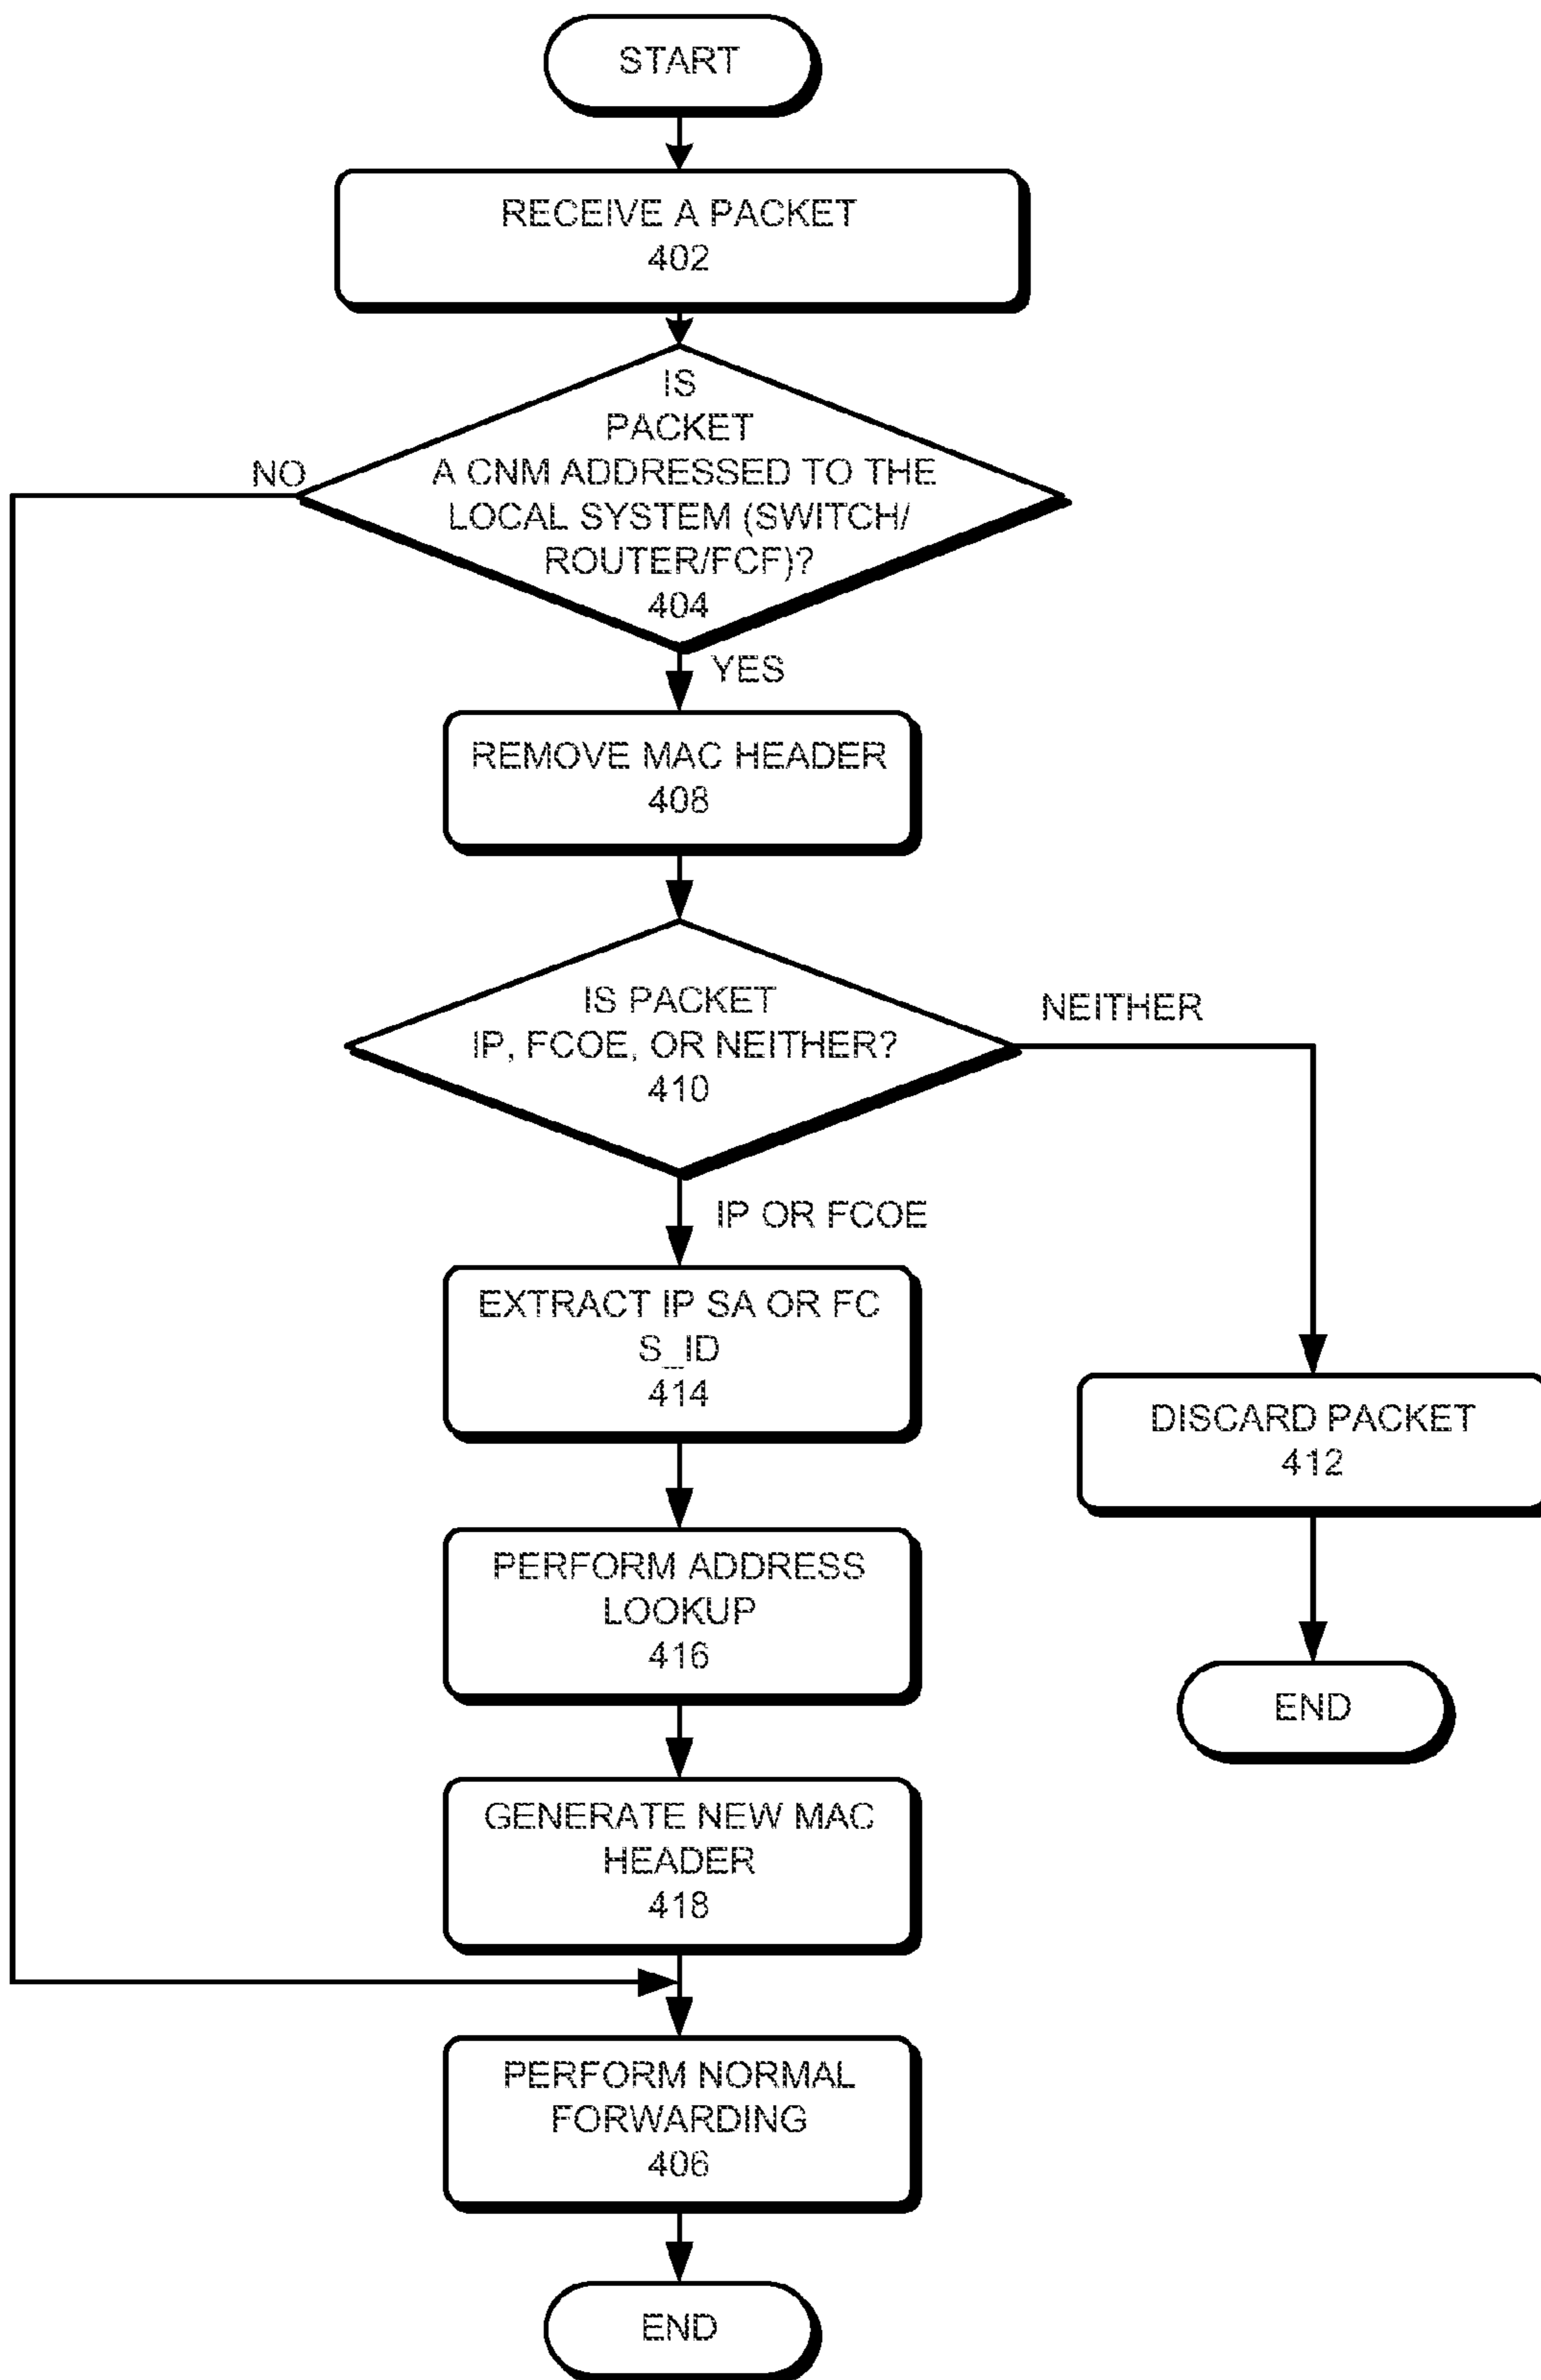 START
RECEIVE A PACKET
402
IS
PACKET
A CNM ADDRESSED TO THE
LOCAL SYSTEM (SWITCH/
ROUTER/FCF)?
404
NO
YES
REMOVE MAC HEADER
408
IS PACKET
IP, FCOE, OR NEITHER?
410
NEITHER
IP OR FCOE
EXTRACT IP SA OR FC
S_ID
414
DISCARD PACKET
412
PERFORM ADDRESS
LOOKUP
416
END
GENERATE NEW MAC
HEADER
418
PERFORM NORMAL
FORWARDING
406
END